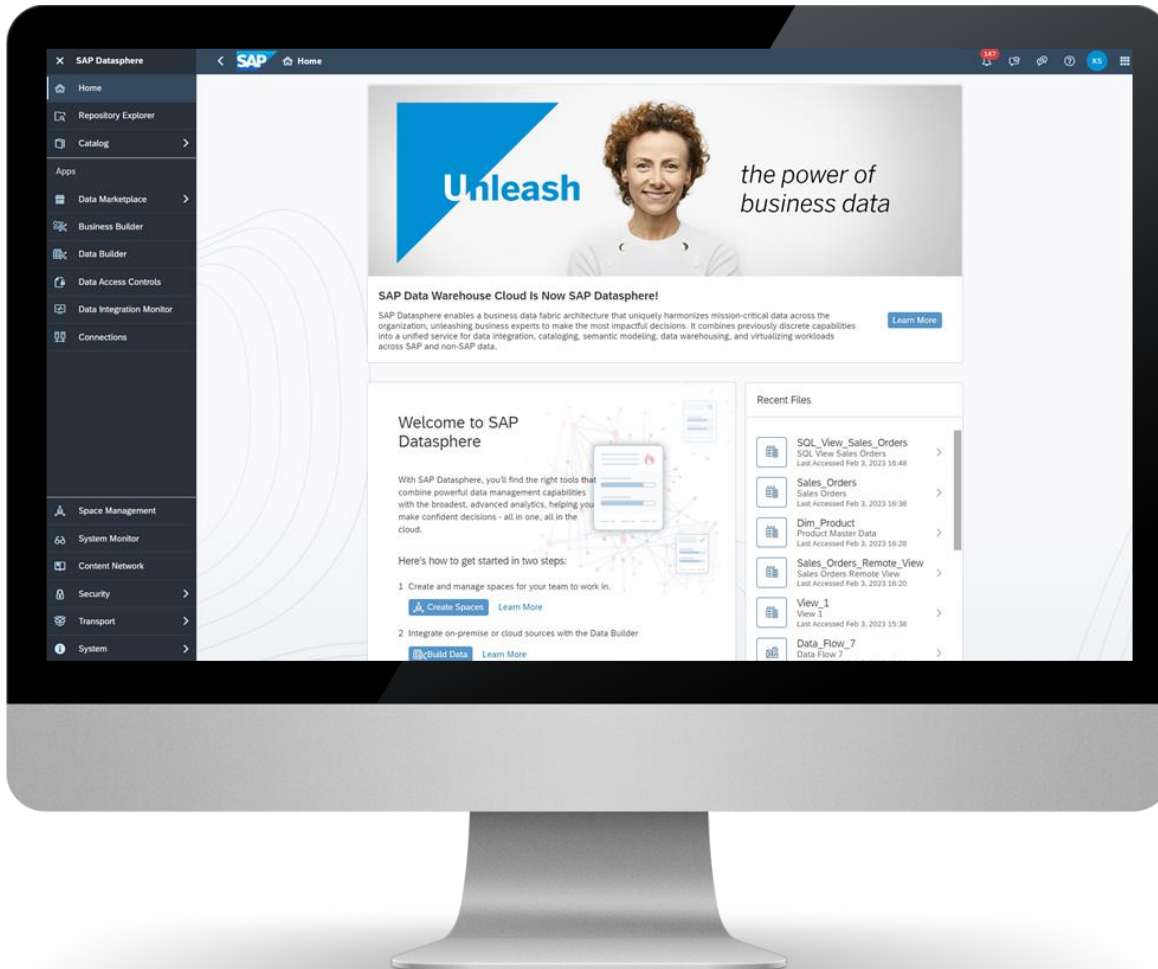 SAP Datasphere
SAP
Home
147
KS
Home
Repository Explorer
Catalog
Apps
Data Marketplace
Business Builder
Data Builder
Data Access Controls
Data Integration Monitor
Connections
Space Management
System Monitor
Content Network
Security
Transport
System
Unleash
the power of
business data
SAP Data Warehouse Cloud Is Now SAP Datasphere!
SAP Datasphere enables a business data fabric architecture that uniquely harmonizes mission-critical data across the
organization, unleashing business experts to make the most impactful decisions. It combines previously discrete capabilities
into a unified service for data integration, cataloging, semantic modeling, data warehousing, and virtualizing workloads
across SAP and non-SAP data.
Learn More
Welcome to SAP
Datasphere
With SAP Datasphere, you'll find the right tools that
combine powerful data management capabilities
with the broadest, advanced analytics, helping you
make confident decisions - all in one, all in the
cloud.
Here's how to get started in two steps:
1 Create and manage spaces for your team to work in.
Create Spaces Learn More
2 Integrate on-premise or cloud sources with the Data Builder
Build Data Learn More
Recent Files
SQL_View_Sales_Orders
SQL View Sales Orders
Last Accessed Feb 3, 2023 16:48
Sales_Orders
Sales Orders
Last Accessed Feb 3, 2023 16:36
Dim_Product
Product Master Data
Last Accessed Feb 3, 2023 16:28
Sales_Orders_Remote_View
Sales Orders Remote View
Last Accessed Feb 3, 2023 16:20
View_1
View 1
Last Accessed Feb 3, 2023 15:38
Data_Flow_7
Data Flow 7